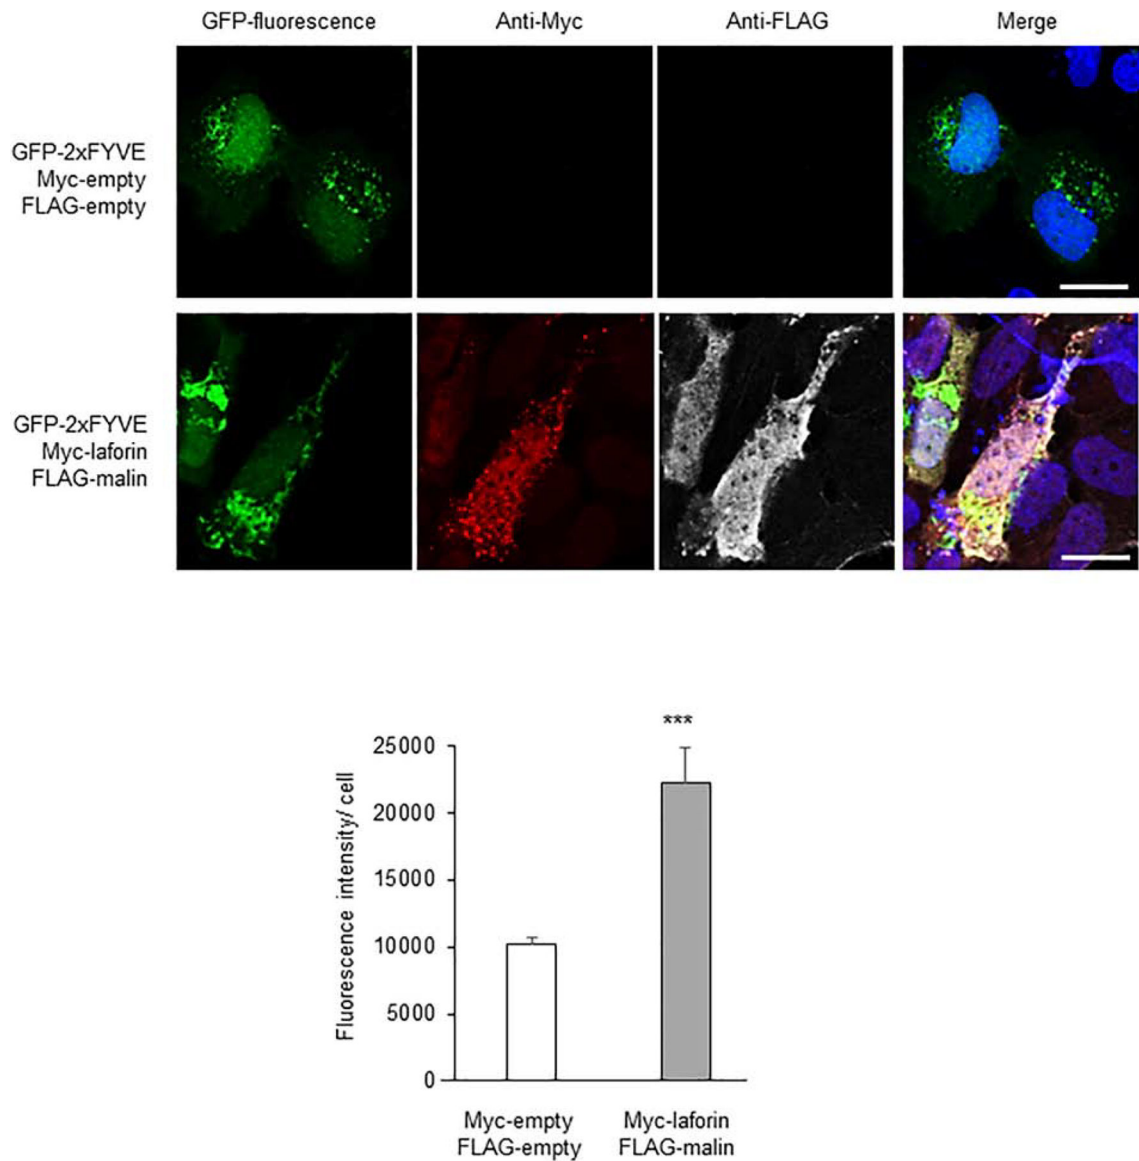 GFP-fluorescence Anti-Myc Anti-FLAG Merge
GFP-2xFYVE
Myc-empty
FLAG-empty
GFP-2xFYVE
Myc-laforin
FLAG-malin
***
Fluorescence intensity/ cell
25000
20000
15000
10000
5000
0
Myc-empty Myc-laforin
FLAG-empty FLAG-malin